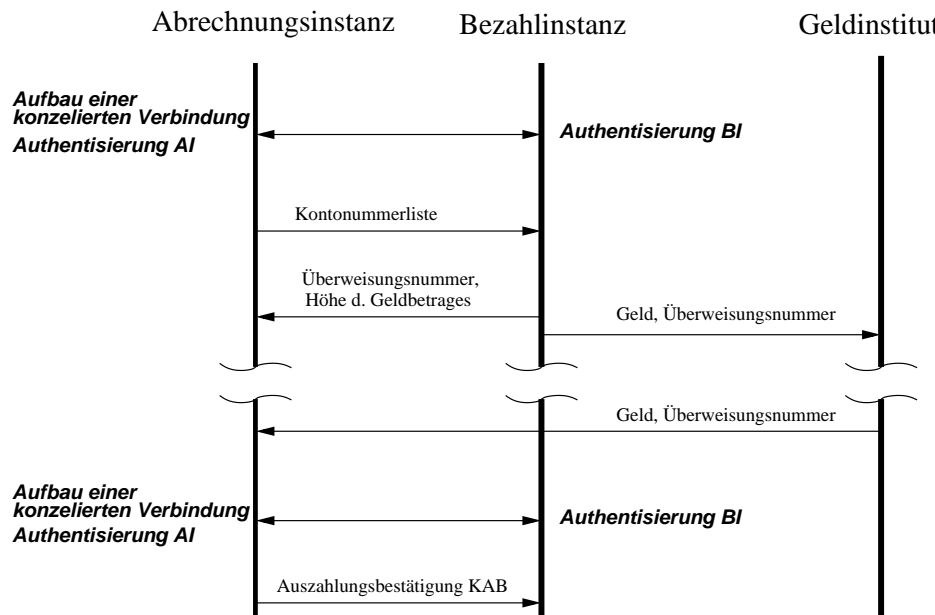 Abrechnungsinstanz
Bezahlinstanz
Geldinstitut
Aufbau einer
konzelierten Verbindung
Authentisierung AI
Authentisierung BI
Kontonummerliste
Überweisungsnummer,
Höhe d. Geldbetrages
Geld, Überweisungsnummer
Geld, Überweisungsnummer
Aufbau einer
konzelierten Verbindung
Authentisierung AI
Authentisierung BI
Auszahlungsbestätigung KAB